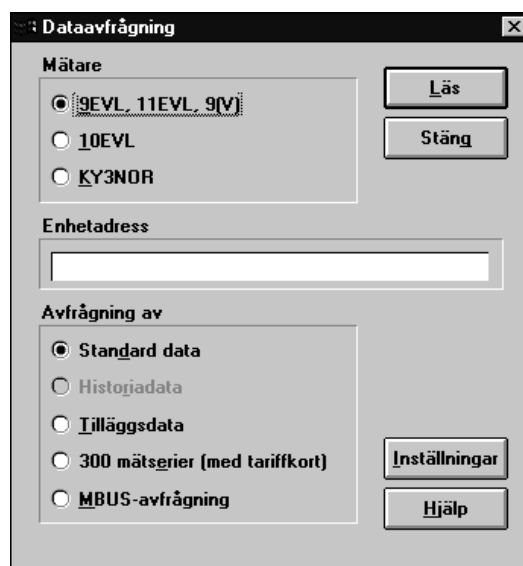 Dataavfrågning
Mätare
9EVL, 11EVL, 9(V)
10EVL
KY3NOR
Läs
Stäng
Enhetadress
Avfrågning av
Standard data
Historiadata
Tilläggsdata
300 mätserier (med tariffkort)
MBUS-avfrågning
Inställningar
Hjälp